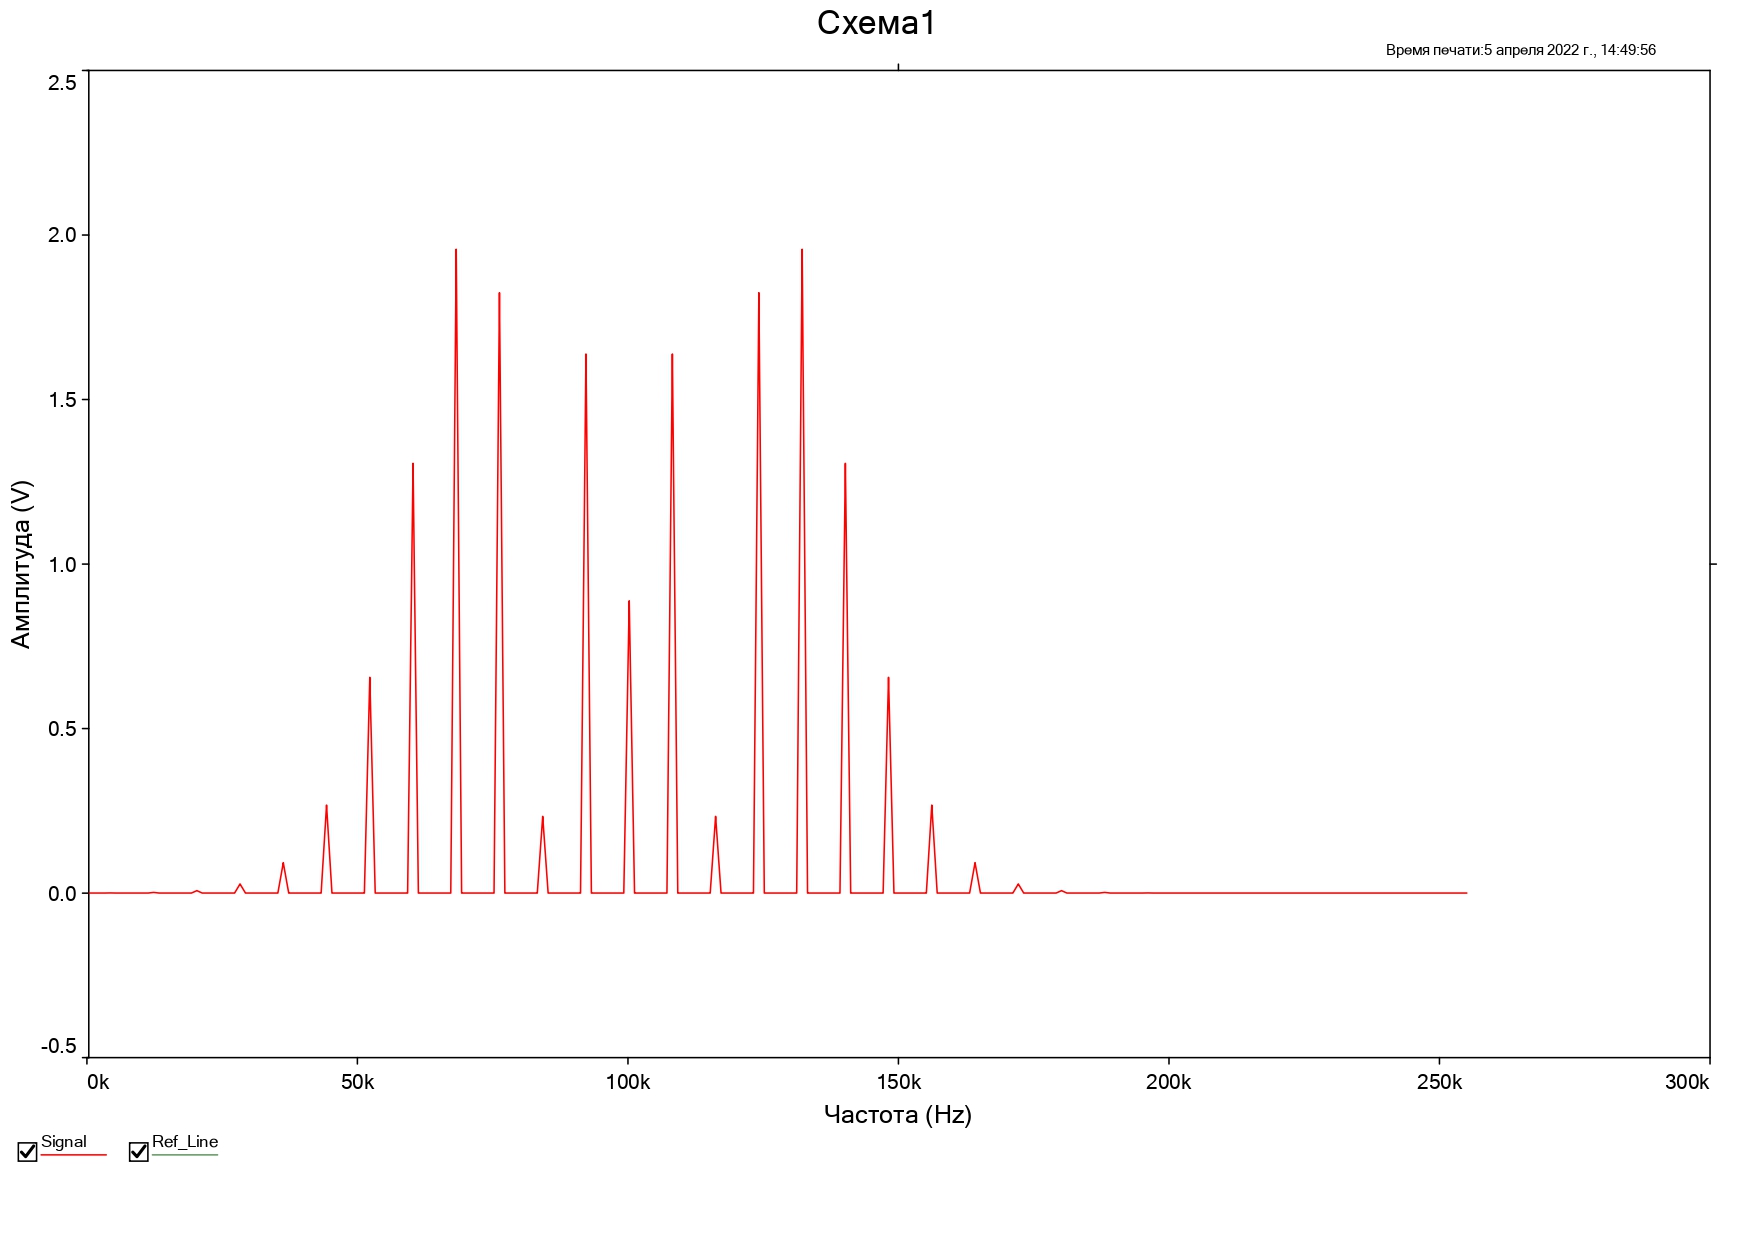 Схема1
Время печати:5 апреля 2022 г., 14:49:56
2.5
2.0
1.5
1.0
0.5
0.0
-0.5
Амплитуда (V)
0k 50k 100k 150k 200k 250k 300k
Частота (Hz)
Signal Ref_Line